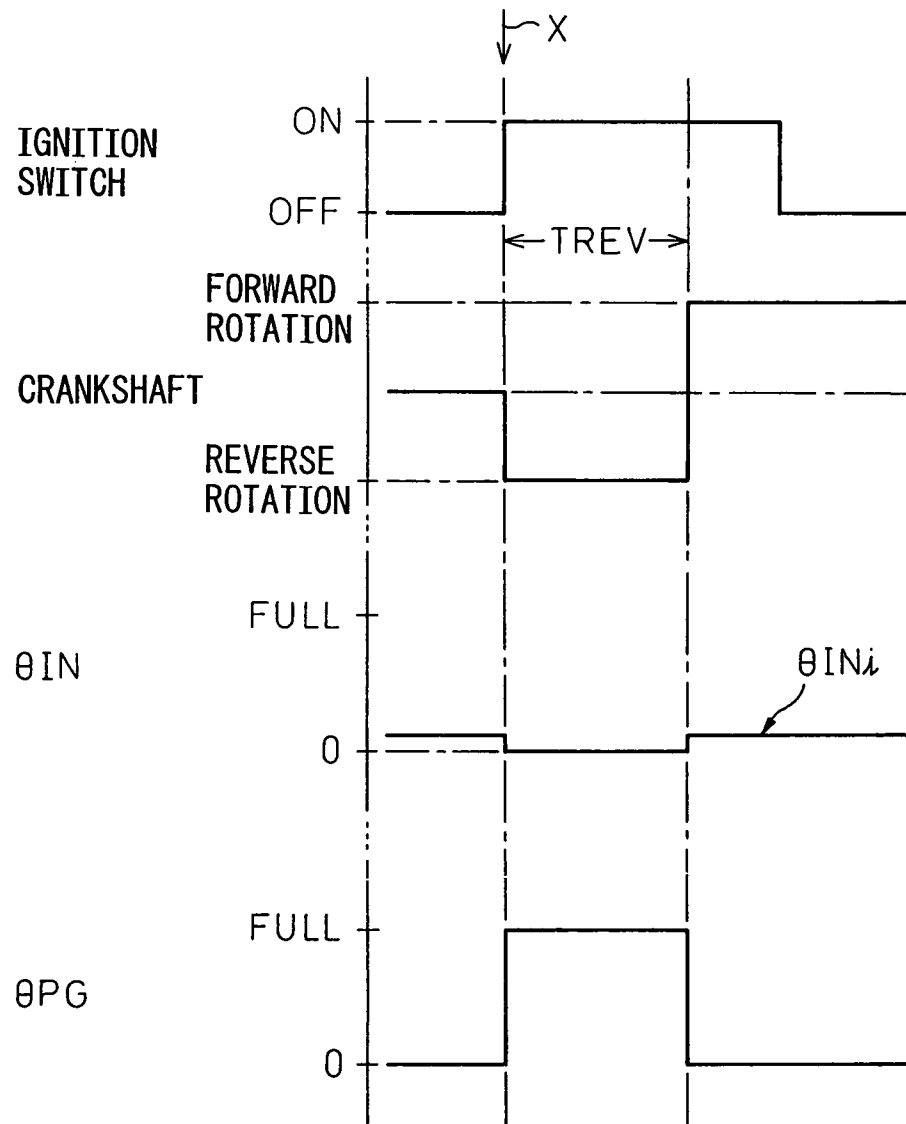 X
IGNITION
SWITCH
ON
OFF
TREV
FORWARD
ROTATION
CRANKSHAFT
REVERSE
ROTATION
θIN
FULL
0
θINi
θPG
FULL
0